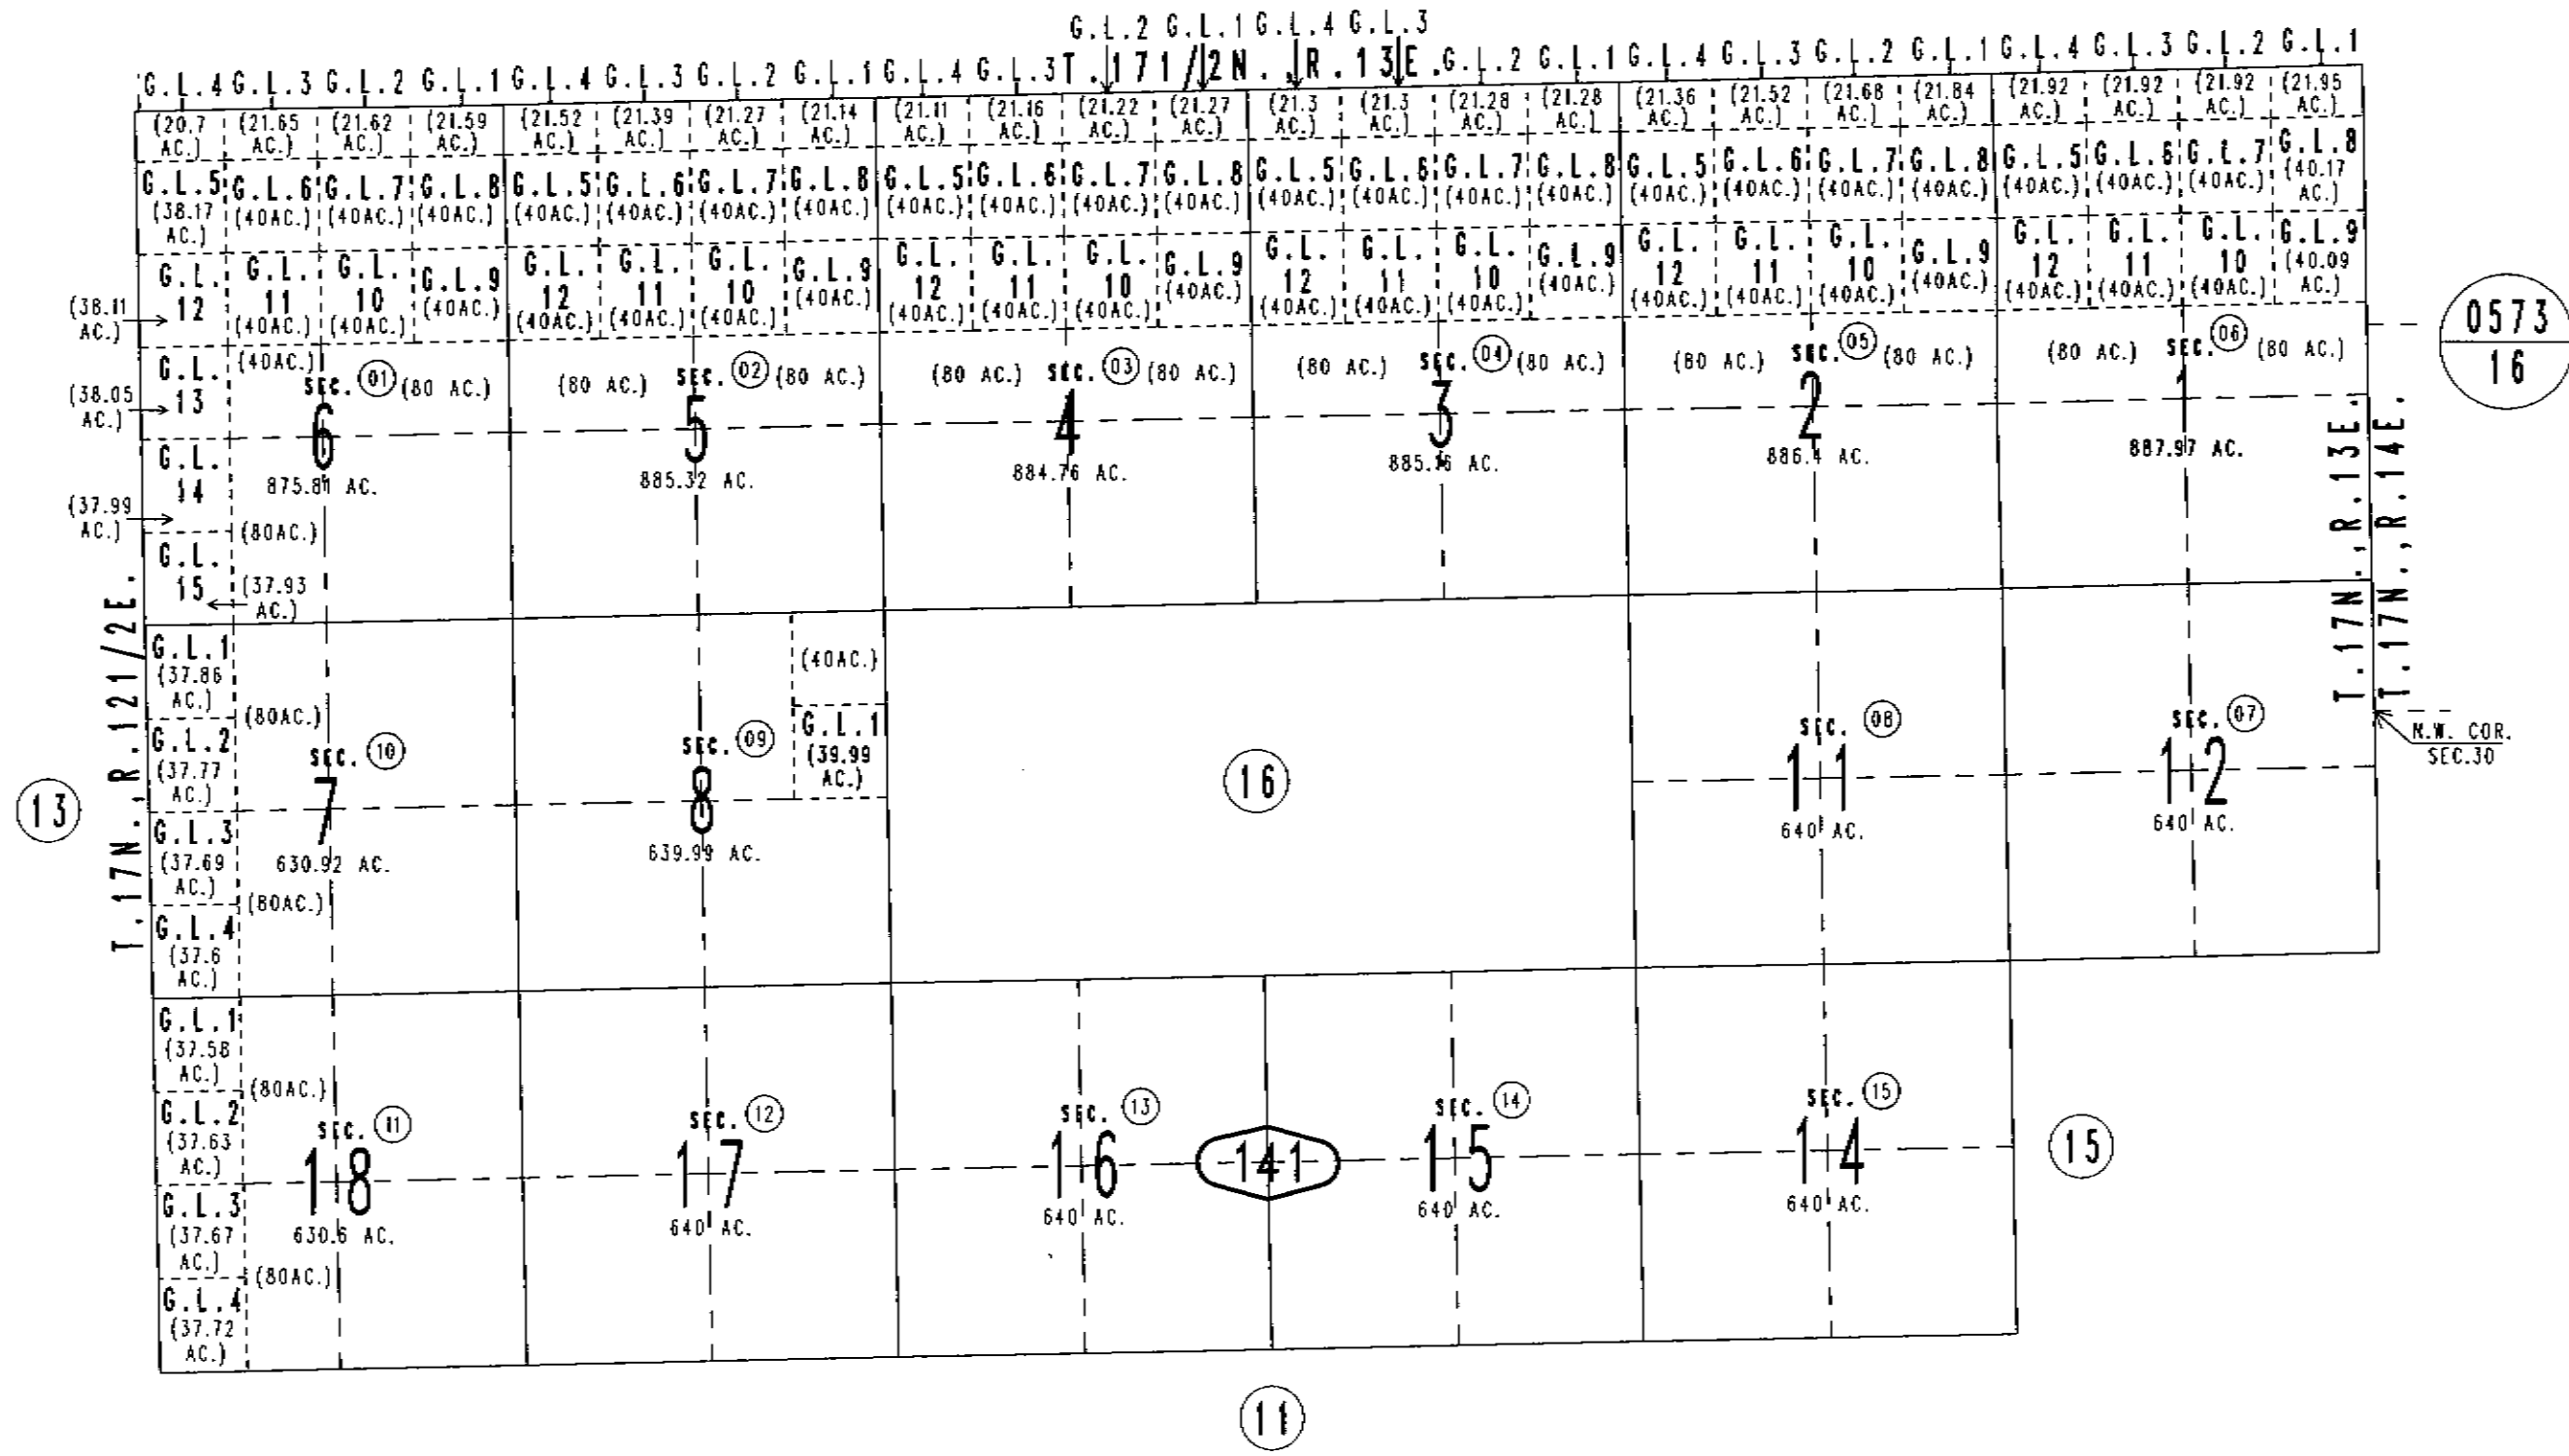 G.L.2 G.L.1 G.L.4 G.L.3
G.L.4 G.L.3 G.L.2 G.L.1 G.L.4 G.L.3 G.L.2 G.L.1 G.L.4 G.L.3 T.171/2N.,R.13E. G.L.2 G.L.1 G.L.4 G.L.3 G.L.2 G.L.1 G.L.4 G.L.3 G.L.2 G.L.1
(20.7 AC.) (21.65 AC.) (21.62 AC.) (21.59 AC.) (21.52 AC.) (21.39 AC.) (21.27 AC.) (21.14 AC.) (21.11 AC.) (21.16 AC.) (21.22 AC.) (21.27 AC.) (21.3 AC.) (21.3 AC.) (21.28 AC.) (21.28 AC.) (21.36 AC.) (21.52 AC.) (21.68 AC.) (21.84 AC.) (21.92 AC.) (21.92 AC.) (21.92 AC.) (21.95 AC.)
G.L.5 G.L.6 G.L.7 G.L.8 G.L.5 G.L.6 G.L.7 G.L.8 G.L.5 G.L.6 G.L.7 G.L.8 G.L.5 G.L.6 G.L.7 G.L.8 G.L.5 G.L.6 G.L.7 G.L.8 G.L.5 G.L.6 G.L.7 G.L.8
(38.17 AC.) (40AC.) (40AC.) (40AC.) (40AC.) (40AC.) (40AC.) (40AC.) (40AC.) (40AC.) (40AC.) (40AC.) (40AC.) (40AC.) (40AC.) (40AC.) (40AC.) (40AC.) (40AC.) (40AC.) (40AC.) (40AC.) (40AC.) (40.17 AC.)
G.L. 12 G.L. 11 G.L. 10 G.L.9 G.L. 12 G.L. 11 G.L. 10 G.L.9 G.L. 12 G.L. 11 G.L. 10 G.L.9 G.L. 12 G.L. 11 G.L. 10 G.L.9 G.L. 12 G.L. 11 G.L. 10 G.L.9 G.L. 12 G.L. 11 G.L. 10 G.L.9
(38.11 AC.) (40AC.) (40AC.) (40AC.) (40AC.) (40AC.) (40AC.) (40AC.) (40AC.) (40AC.) (40AC.) (40AC.) (40AC.) (40AC.) (40AC.) (40AC.) (40AC.) (40AC.) (40AC.) (40AC.) (40AC.) (40AC.) (40AC.) (40.09 AC.)
0573
16
G.L. 13
(38.05 AC.)
(40AC.) SEC. 01 (80 AC.)
6
875.81 AC.
(80 AC.) SEC. 02 (80 AC.)
5
885.32 AC.
(80 AC.) SEC. 03 (80 AC.)
4
884.76 AC.
(80 AC.) SEC. 04 (80 AC.)
3
885.16 AC.
(80 AC.) SEC. 05 (80 AC.)
2
886.4 AC.
(80 AC.) SEC. 06 (80 AC.)
1
887.97 AC.
G.L. 14
(37.99 AC.)
(80AC.)
G.L. 15
(37.93 AC.)
T.17N.,R.121/2E.
T.17N.,R.13E.
T.17N.,R.14E.
N.W. COR.
SEC.30
13
G.L.1
(37.86 AC.)
(80AC.)
G.L.2
(37.77 AC.)
SEC. 10
7
630.92 AC.
G.L.3
(37.69 AC.)
(80AC.)
G.L.4
(37.6 AC.)
(40AC.)
G.L.1
(39.99 AC.)
SEC. 09
8
639.99 AC.
16
SEC. 08
11
640 AC.
SEC. 07
12
640 AC.
G.L.1
(37.58 AC.)
(80AC.)
G.L.2
(37.63 AC.)
SEC. 11
18
630.6 AC.
G.L.3
(37.67 AC.)
(80AC.)
G.L.4
(37.72 AC.)
SEC. 12
17
640 AC.
SEC. 13
16
640 AC.
141
SEC. 14
15
640 AC.
SEC. 15
14
640 AC.
15
11